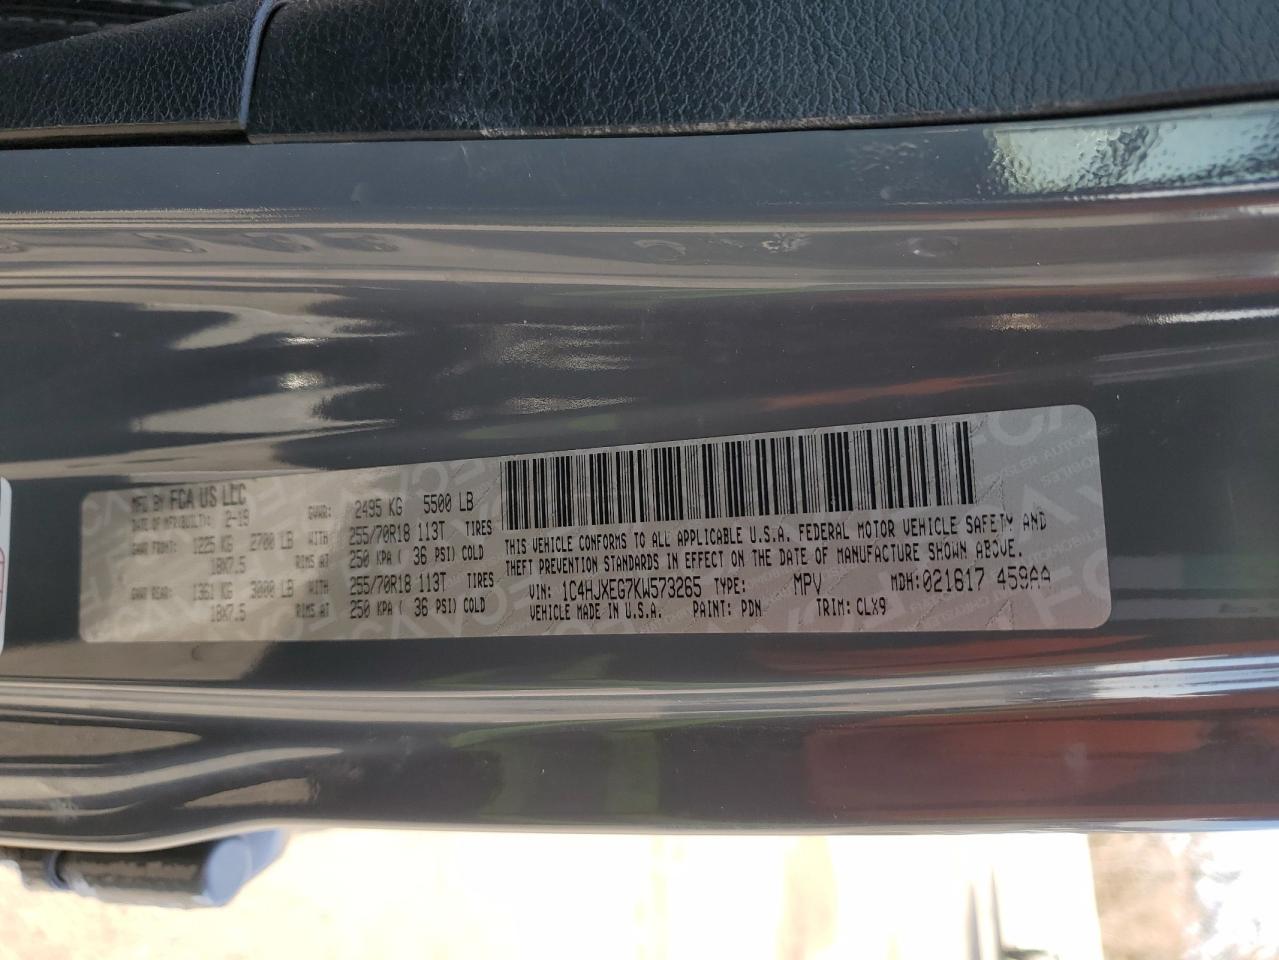 MFD BY FCA US LLC
DATE OF MFR(BUILT): 2-19 GVWR: 2495 KG 5500 LB
GAWR FRONT: 1225 KG 2700 LB WITH 255/70R18 113T TIRES
18X7.5 RIMS AT 250 KPA ( 36 PSI) COLD
GAWR REAR: 1361 KG 3000 LB WITH 255/70R18 113T TIRES
18X7.5 RIMS AT 250 KPA ( 36 PSI) COLD
THIS VEHICLE CONFORMS TO ALL APPLICABLE U.S.A. FEDERAL MOTOR VEHICLE SAFETY AND
THEFT PREVENTION STANDARDS IN EFFECT ON THE DATE OF MANUFACTURE SHOWN ABOVE.
VIN: 1C4HJXEG7KW573265 TYPE: MPV MDH:021617 459AA
VEHICLE MADE IN U.S.A. PAINT: PDN TRIM: CLX9